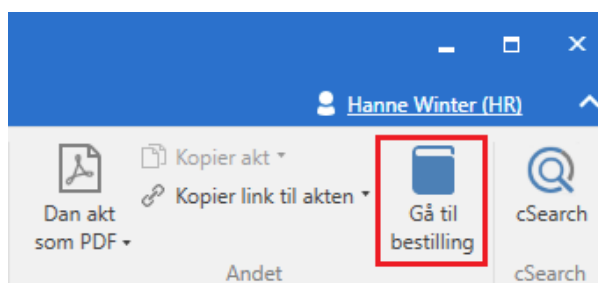 Hanne Winter (HR)
Kopier akt
Kopier link til akten
Dan akt
som PDF
Gå til
bestilling
cSearch
Andet
cSearch